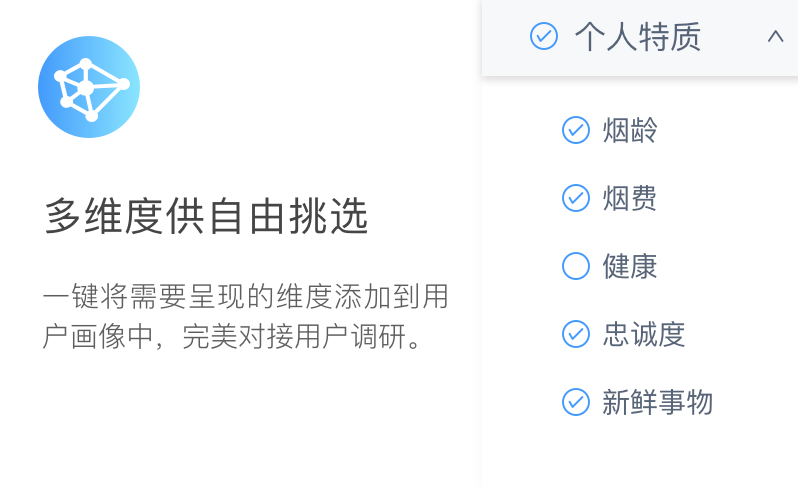 多维度供自由挑选
一键将需要呈现的维度添加到用
户画像中，完美对接用户调研。
个人特质
烟龄
烟费
健康
忠诚度
新鲜事物